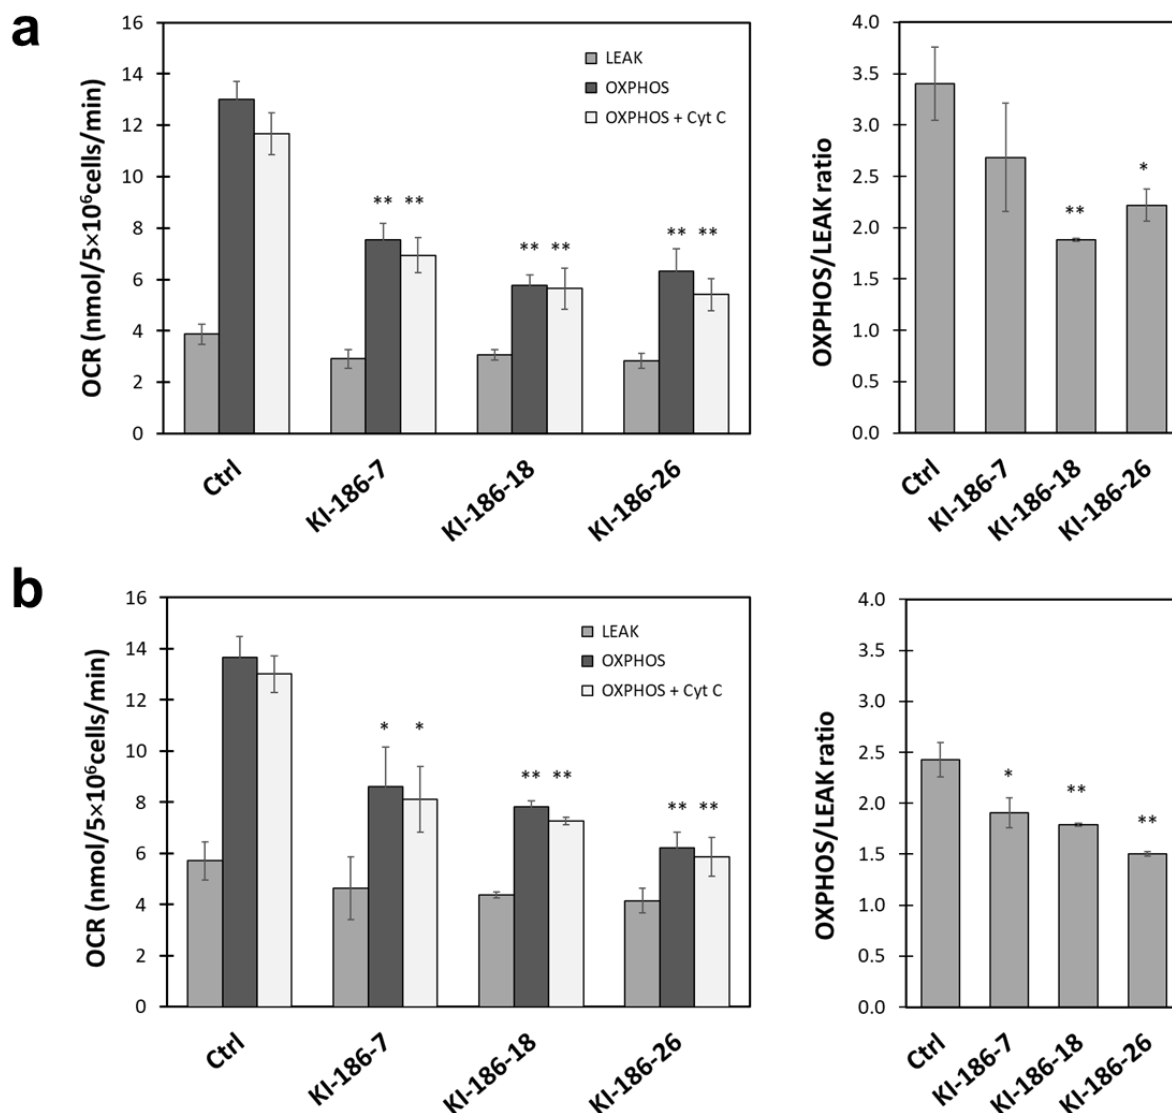 a
OCR (nmol/5×10⁶cells/min)
16
14
12
10
8
6
4
2
0
LEAK
OXPHOS
OXPHOS + Cyt C
** **
** **
** **
Ctrl
KI-186-7
KI-186-18
KI-186-26
OXPHOS/LEAK ratio
4.0
3.5
3.0
2.5
2.0
1.5
1.0
0.5
0.0
**
*
Ctrl
KI-186-7
KI-186-18
KI-186-26
b
OCR (nmol/5×10⁶cells/min)
16
14
12
10
8
6
4
2
0
LEAK
OXPHOS
OXPHOS + Cyt C
* *
** **
** **
Ctrl
KI-186-7
KI-186-18
KI-186-26
OXPHOS/LEAK ratio
4.0
3.5
3.0
2.5
2.0
1.5
1.0
0.5
0.0
*
**
**
Ctrl
KI-186-7
KI-186-18
KI-186-26